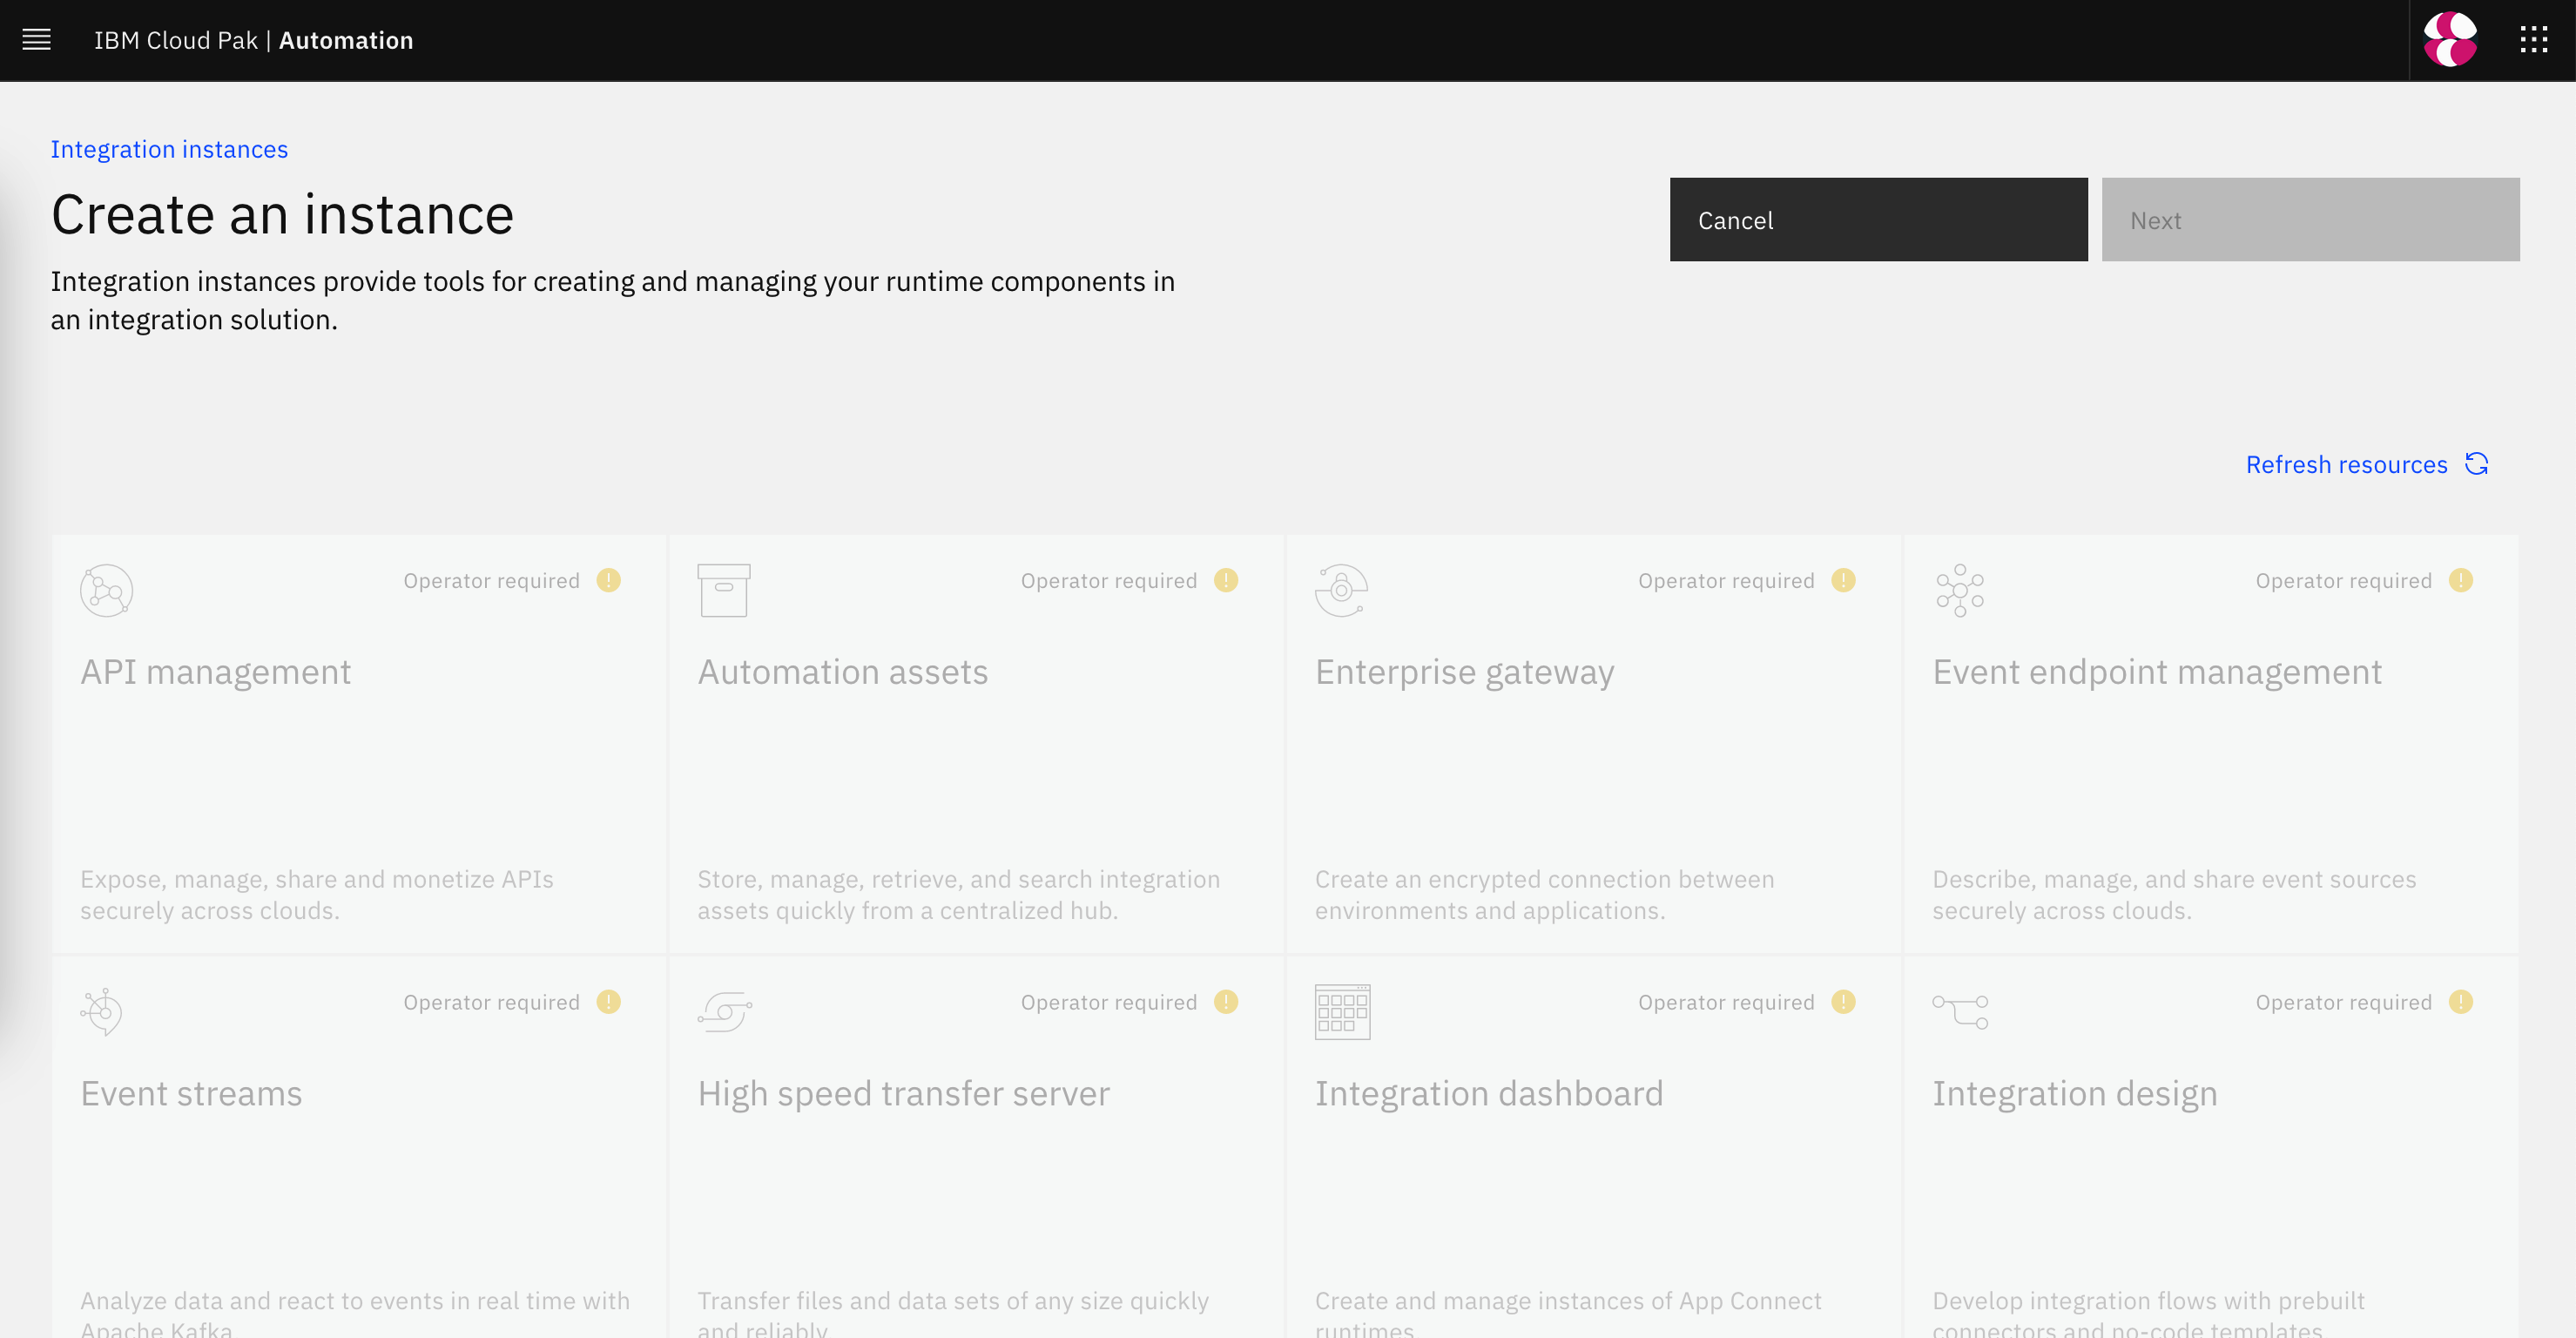 IBM Cloud Pak | Automation
Integration instances
Create an instance
Integration instances provide tools for creating and managing your runtime components in
an integration solution.
Cancel
Next
Refresh resources
Operator required
API management
Expose, manage, share and monetize APIs
securely across clouds.
Operator required
Automation assets
Store, manage, retrieve, and search integration
assets quickly from a centralized hub.
Operator required
Enterprise gateway
Create an encrypted connection between
environments and applications.
Operator required
Event endpoint management
Describe, manage, and share event sources
securely across clouds.
Operator required
Event streams
Analyze data and react to events in real time with
Apache Kafka
Operator required
High speed transfer server
Transfer files and data sets of any size quickly
and reliably
Operator required
Integration dashboard
Create and manage instances of App Connect
runtimes
Operator required
Integration design
Develop integration flows with prebuilt
connectors and no-code templates